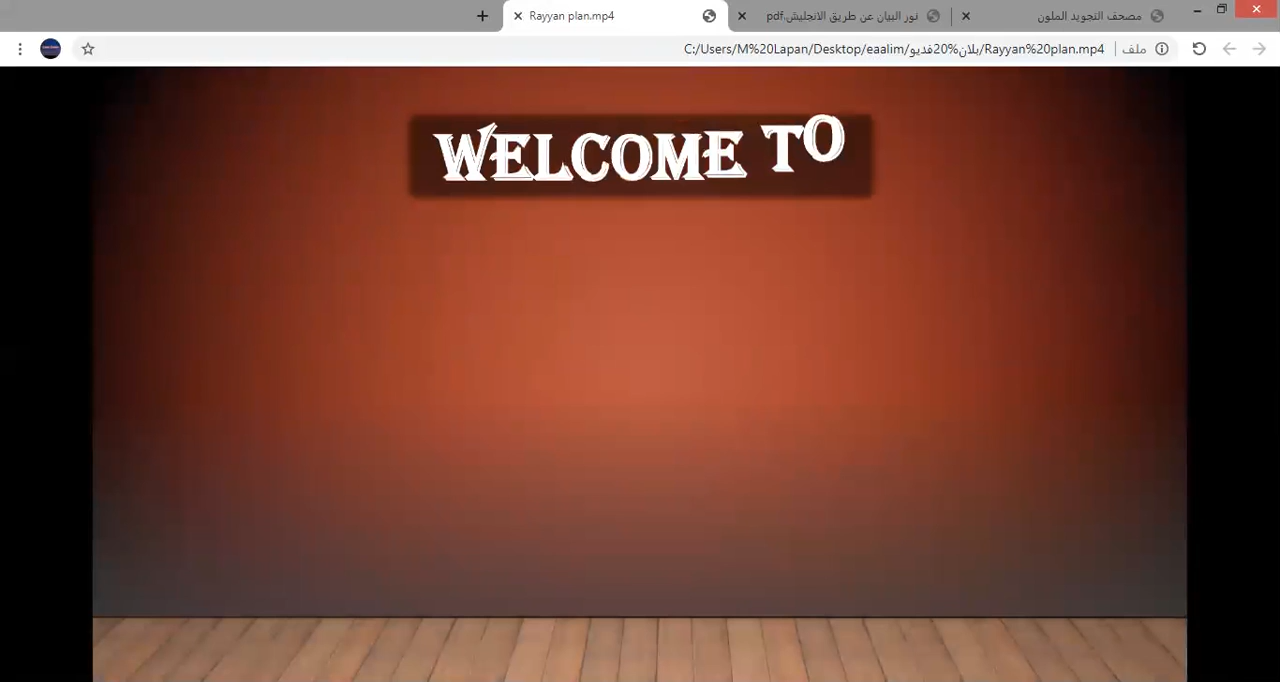 Rayyan plan.mp4
نور البيان عن طريق الانجليش.pdf
مصحف التجويد الملون
ملف
C:/Users/M%20Lapan/Desktop/eaalim/بلان%20فديو/Rayyan%20plan.mp4
WELCOME TO